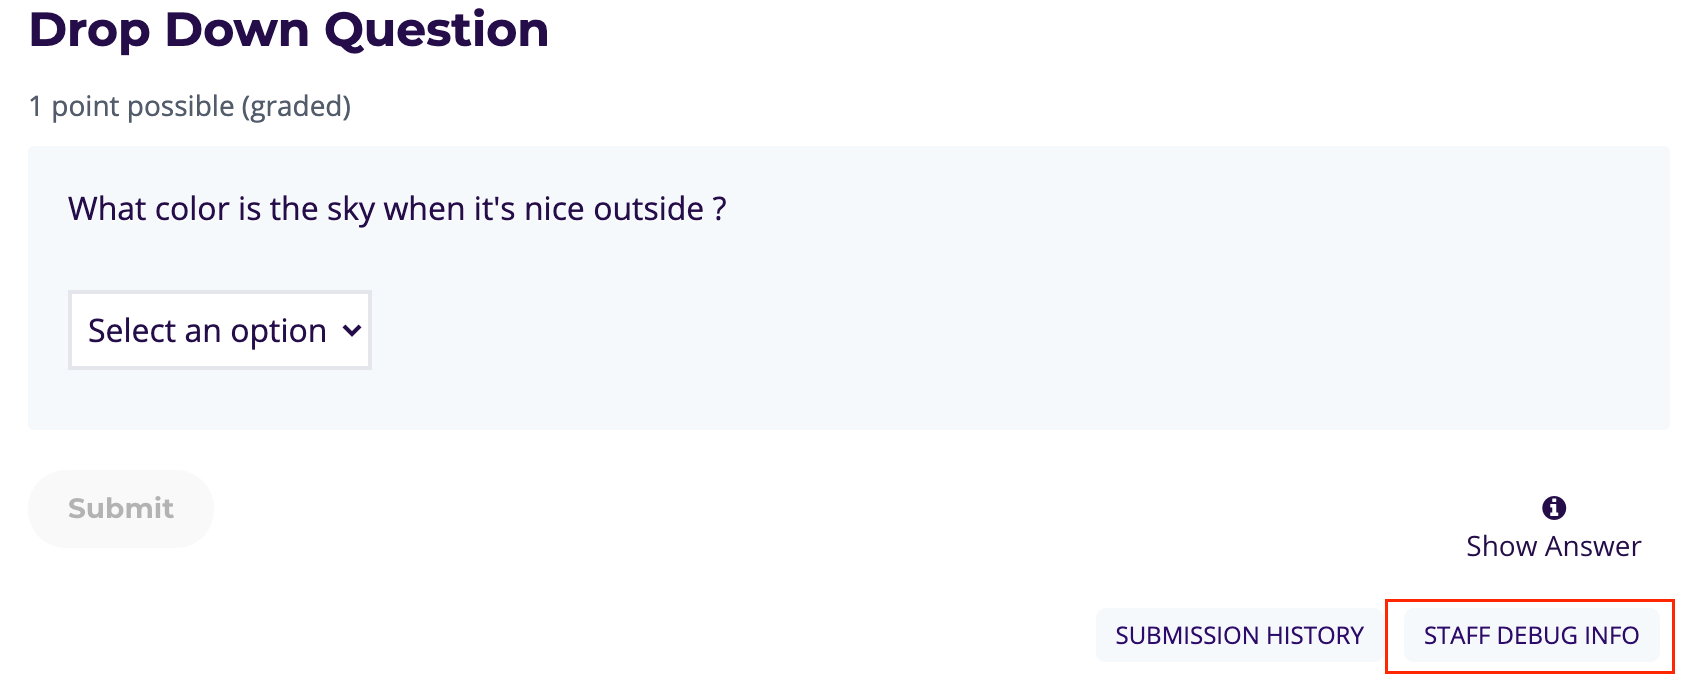 Drop Down Question
1 point possible (graded)
What color is the sky when it's nice outside ?
Select an option
Submit
Show Answer
SUBMISSION HISTORY
STAFF DEBUG INFO